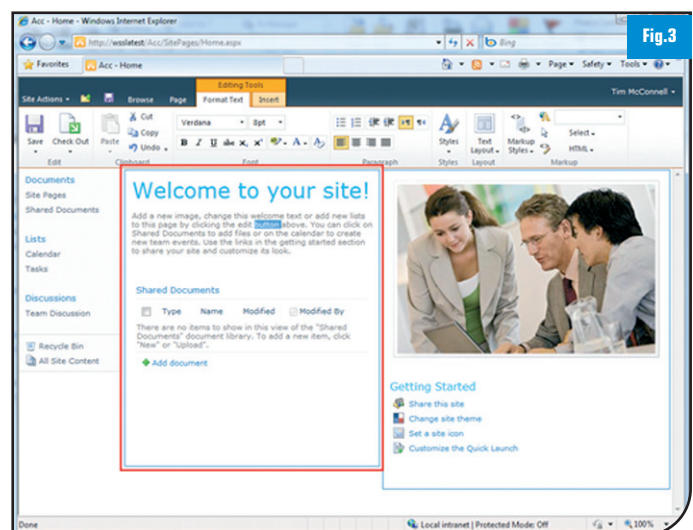 Acc - Home - Windows Internet Explorer
Fig.3
http://wsslatest/Acc/SitePages/Home.aspx
Bing
Favorites
Acc - Home
Page
Safety
Tools
Editing Tools
Site Actions
Browse
Page
Format Text
Insert
Tim McConnell
Save
Check Out
Paste
Cut
Copy
Undo
Verdana
8pt
B I U abc x, x'
A
A
Styles
Text Layout
Markup Styles
Select
HTML
Edit
Clipboard
Font
Paragraph
Styles
Layout
Markup
Documents
Site Pages
Shared Documents
Lists
Calendar
Tasks
Discussions
Team Discussion
Recycle Bin
All Site Content
Welcome to your site!
Add a new image, change this welcome text or add new lists
to this page by clicking the edit button above. You can click on
Shared Documents to add files or on the calendar to create
new team events. Use the links in the getting started section
to share your site and customize its look.
Shared Documents
Type Name Modified Modified By
There are no items to show in this view of the "Shared
Documents" document library. To add a new item, click
"New" or "Upload".
Add document
Getting Started
Share this site
Change site theme
Set a site icon
Customize the Quick Launch
Done
Local intranet | Protected Mode: Off
100%